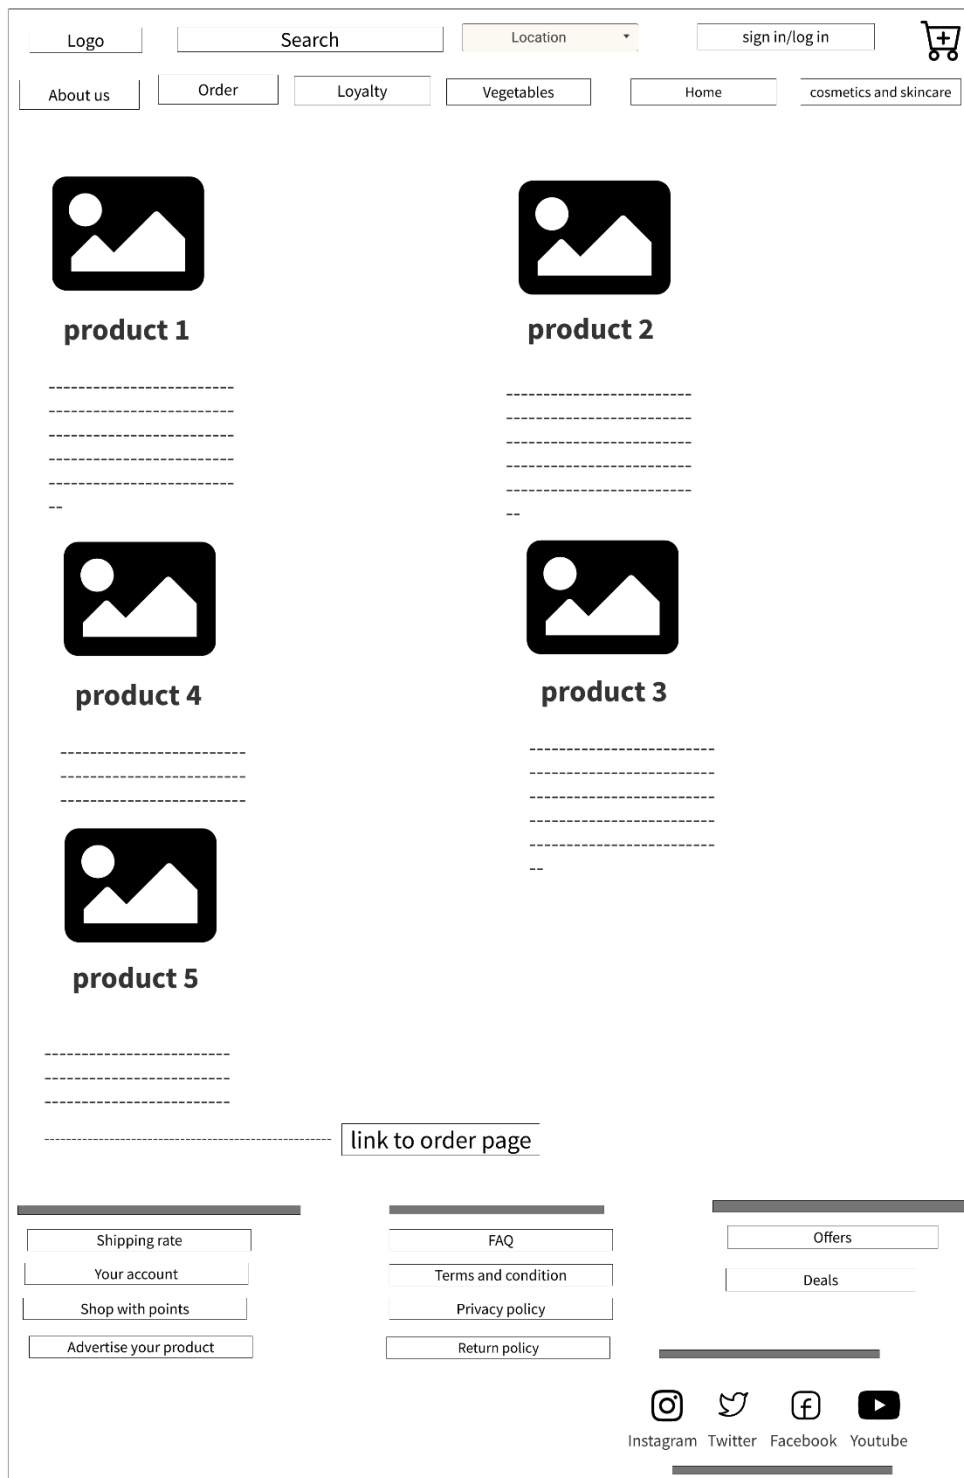 Logo
Search
Location
sign in/log in
About us
Order
Loyalty
Vegetables
Home
cosmetics and skincare
product 1
product 2
-------------------------
-------------------------
-------------------------
-------------------------
-------------------------
--
-------------------------
-------------------------
-------------------------
-------------------------
-------------------------
--
product 4
product 3
-------------------------
-------------------------
-------------------------
-------------------------
-------------------------
-------------------------
-------------------------
-------------------------
--
product 5
-------------------------
-------------------------
-------------------------
----------------------------------------------------
link to order page
Shipping rate
Your account
Shop with points
Advertise your product
FAQ
Terms and condition
Privacy policy
Return policy
Offers
Deals
Instagram
Twitter
Facebook
Youtube